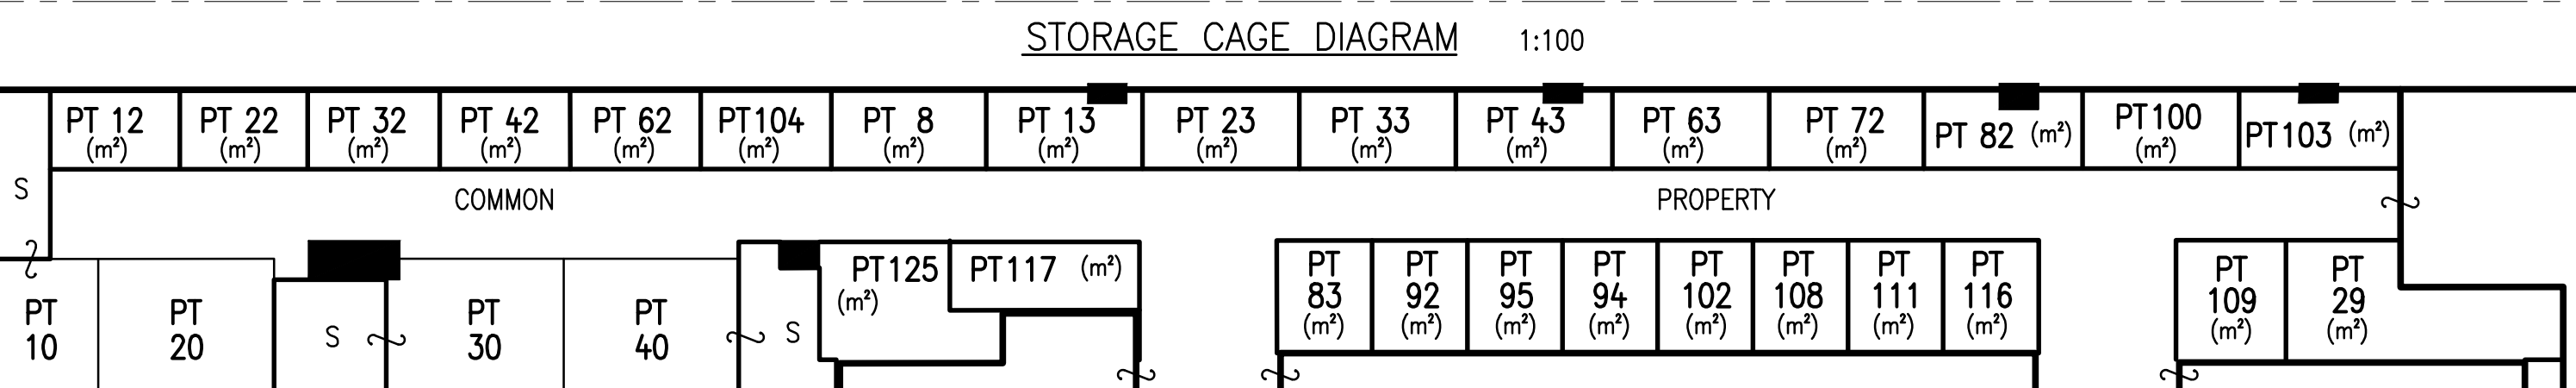 STORAGE CAGE DIAGRAM 1:100
PT 12
(m²)
PT 22
(m²)
PT 32
(m²)
PT 42
(m²)
PT 62
(m²)
PT104
(m²)
PT 8
(m²)
PT 13
(m²)
PT 23
(m²)
PT 33
(m²)
PT 43
(m²)
PT 63
(m²)
PT 72
(m²)
PT 82 (m²)
PT100
(m²)
PT103 (m²)
S
COMMON PROPERTY
PT
10
PT
20
S
PT
30
PT
40
S
PT125
(m²)
PT117 (m²)
PT
83
(m²)
PT
92
(m²)
PT
95
(m²)
PT
94
(m²)
PT
102
(m²)
PT
108
(m²)
PT
111
(m²)
PT
116
(m²)
PT
109
(m²)
PT
29
(m²)